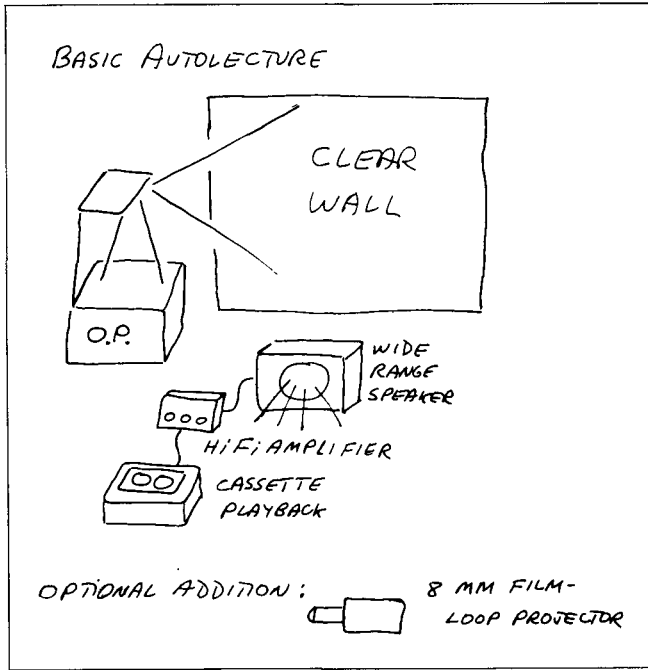 BASIC AUTOLECTURE
CLEAR
WALL
O.P.
WIDE
RANGE
SPEAKER
HiFi AMPLIFIER
CASSETTE
PLAYBACK
OPTIONAL ADDITION:
8 MM FILM-
LOOP PROJECTOR